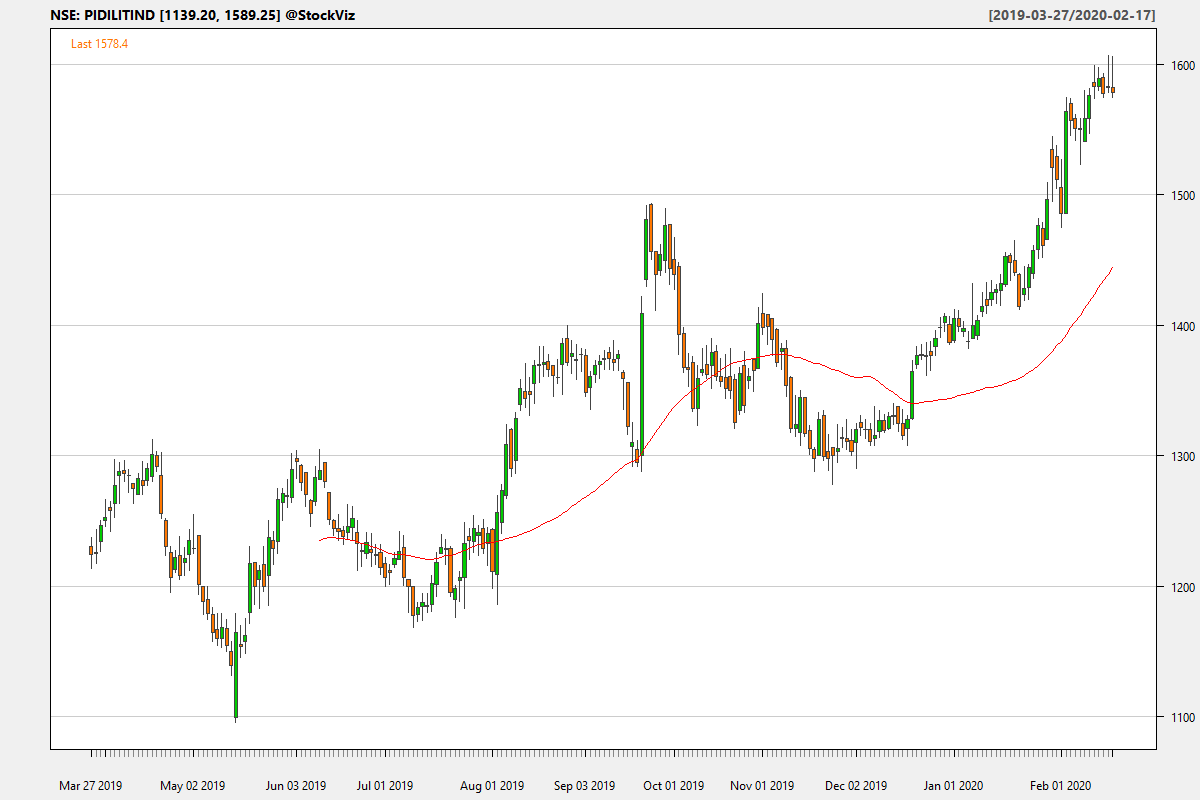 NSE: PIDILITIND [1139.20, 1589.25] @StockViz
[2019-03-27/2020-02-17]
Last 1578.4
1600
1500
1400
1300
1200
1100
Mar 27 2019
May 02 2019
Jun 03 2019
Jul 01 2019
Aug 01 2019
Sep 03 2019
Oct 01 2019
Nov 01 2019
Dec 02 2019
Jan 01 2020
Feb 01 2020